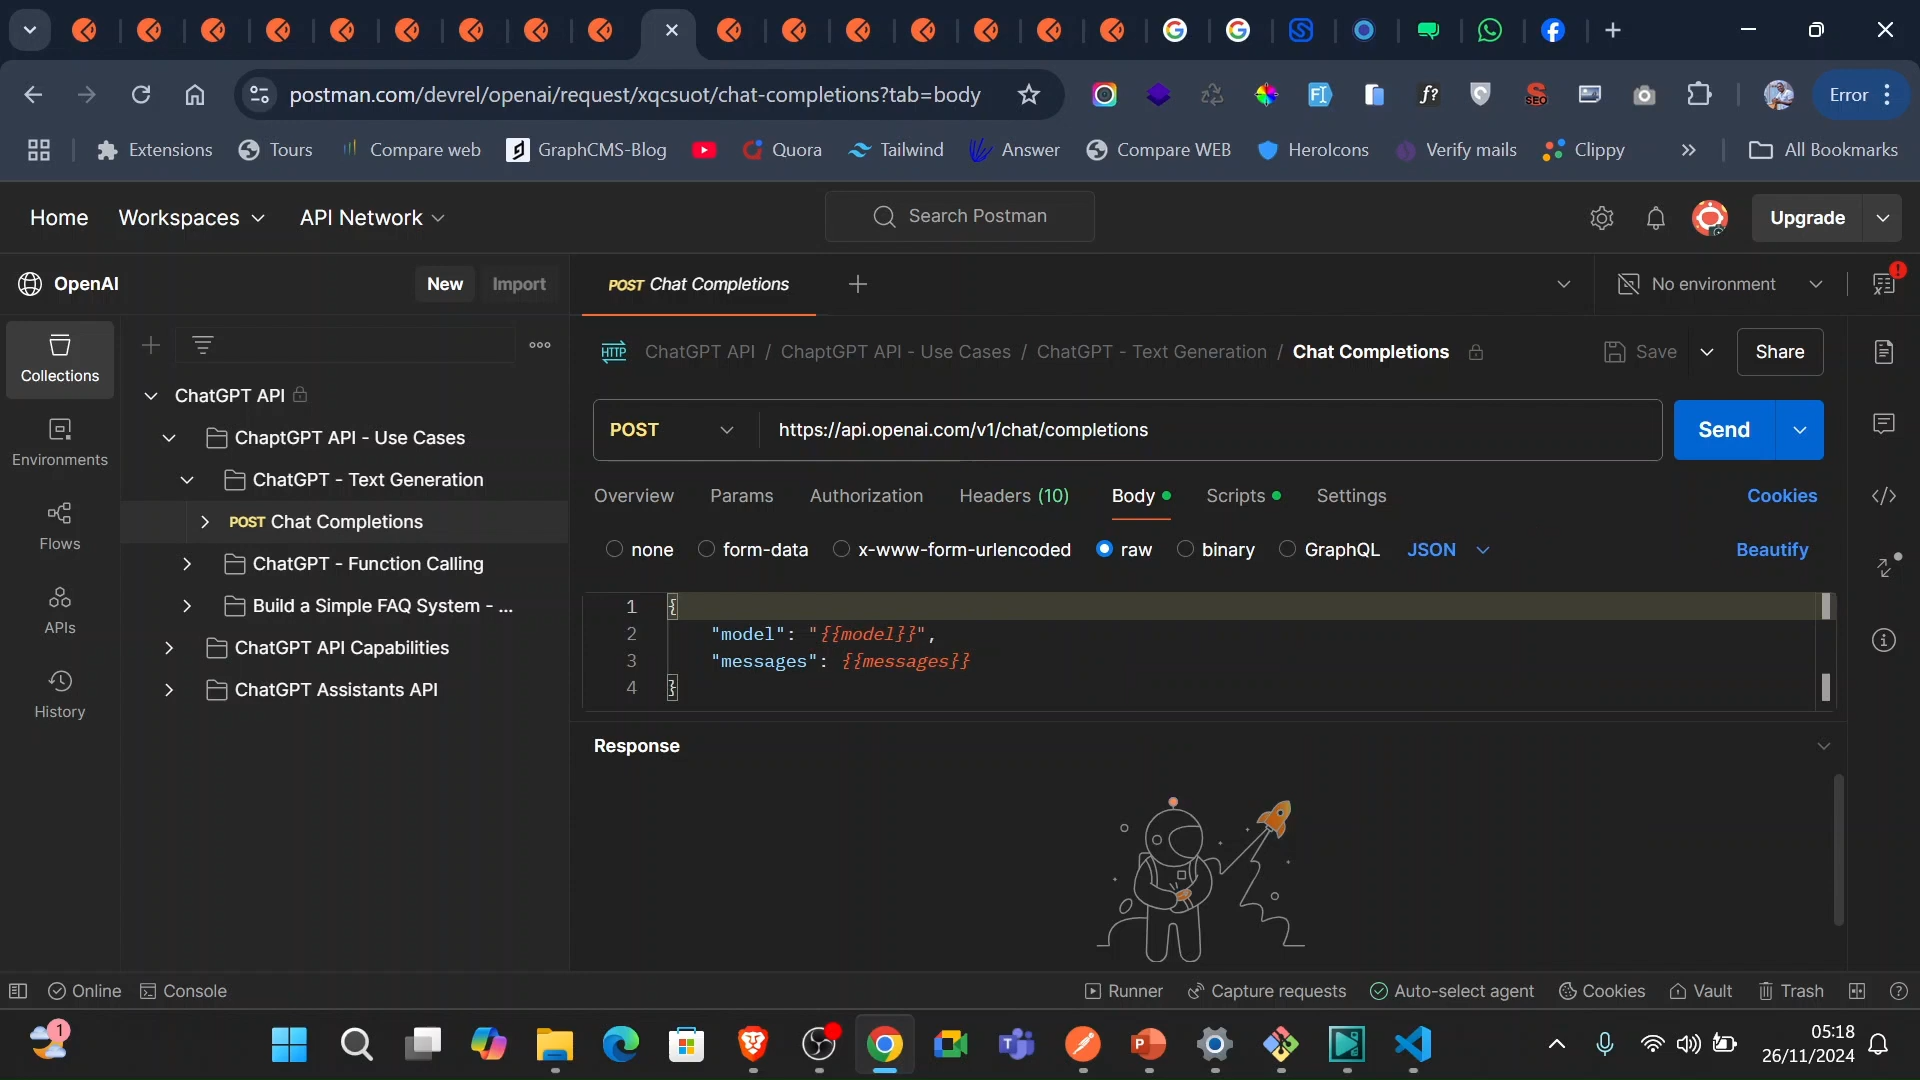 postman.com/devrel/openai/request/xqcsuot/chat-completions?tab=body
Error
Extensions
Tours
Compare web
GraphCMS-Blog
Quora
Tailwind
Answer
Compare WEB
HeroIcons
Verify mails
Clippy
All Bookmarks
Home
Workspaces
API Network
Search Postman
Upgrade
OpenAI
New
Import
POST Chat Completions
No environment
Collections
Environments
Flows
APIs
History
ChatGPT API
ChaptGPT API - Use Cases
ChatGPT - Text Generation
POST Chat Completions
ChatGPT - Function Calling
Build a Simple FAQ System - ...
ChatGPT API Capabilities
ChatGPT Assistants API
HTTP ChatGPT API / ChaptGPT API - Use Cases / ChatGPT - Text Generation / Chat Completions
Save
Share
POST
https://api.openai.com/v1/chat/completions
Send
Overview
Params
Authorization
Headers (10)
Body
Scripts
Settings
Cookies
none
form-data
x-www-form-urlencoded
raw
binary
GraphQL
JSON
Beautify
1 {
2 "model": "{{model}}",
3 "messages": {{messages}}
4 }
Response
Online
Console
Runner
Capture requests
Auto-select agent
Cookies
Vault
Trash
1
05:18
26/11/2024